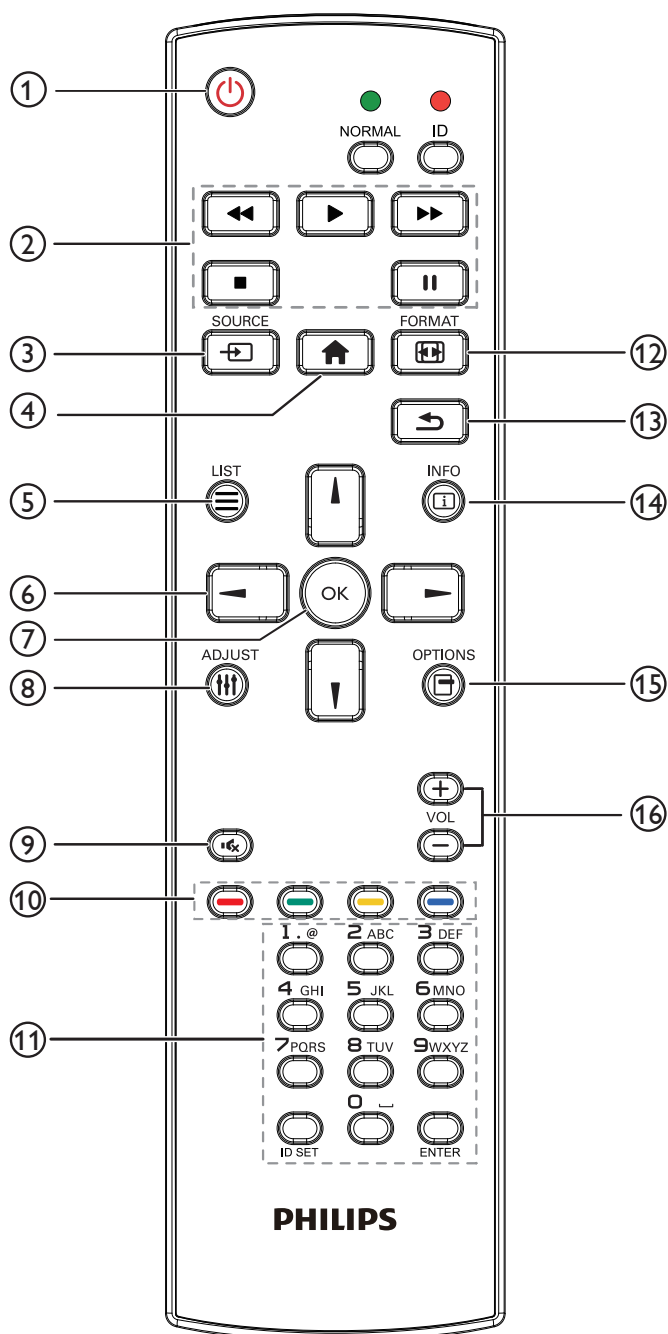 1
NORMAL ID
2
SOURCE FORMAT
3 12
4 13
LIST INFO
5 14
6 OK
7
ADJUST OPTIONS
8 15
VOL 16
9
10
1 . @ 2 ABC 3 DEF
4 GHI 5 JKL 6 MNO
11
7 PQRS 8 TUV 9 WXYZ
0
ID SET ENTER
PHILIPS